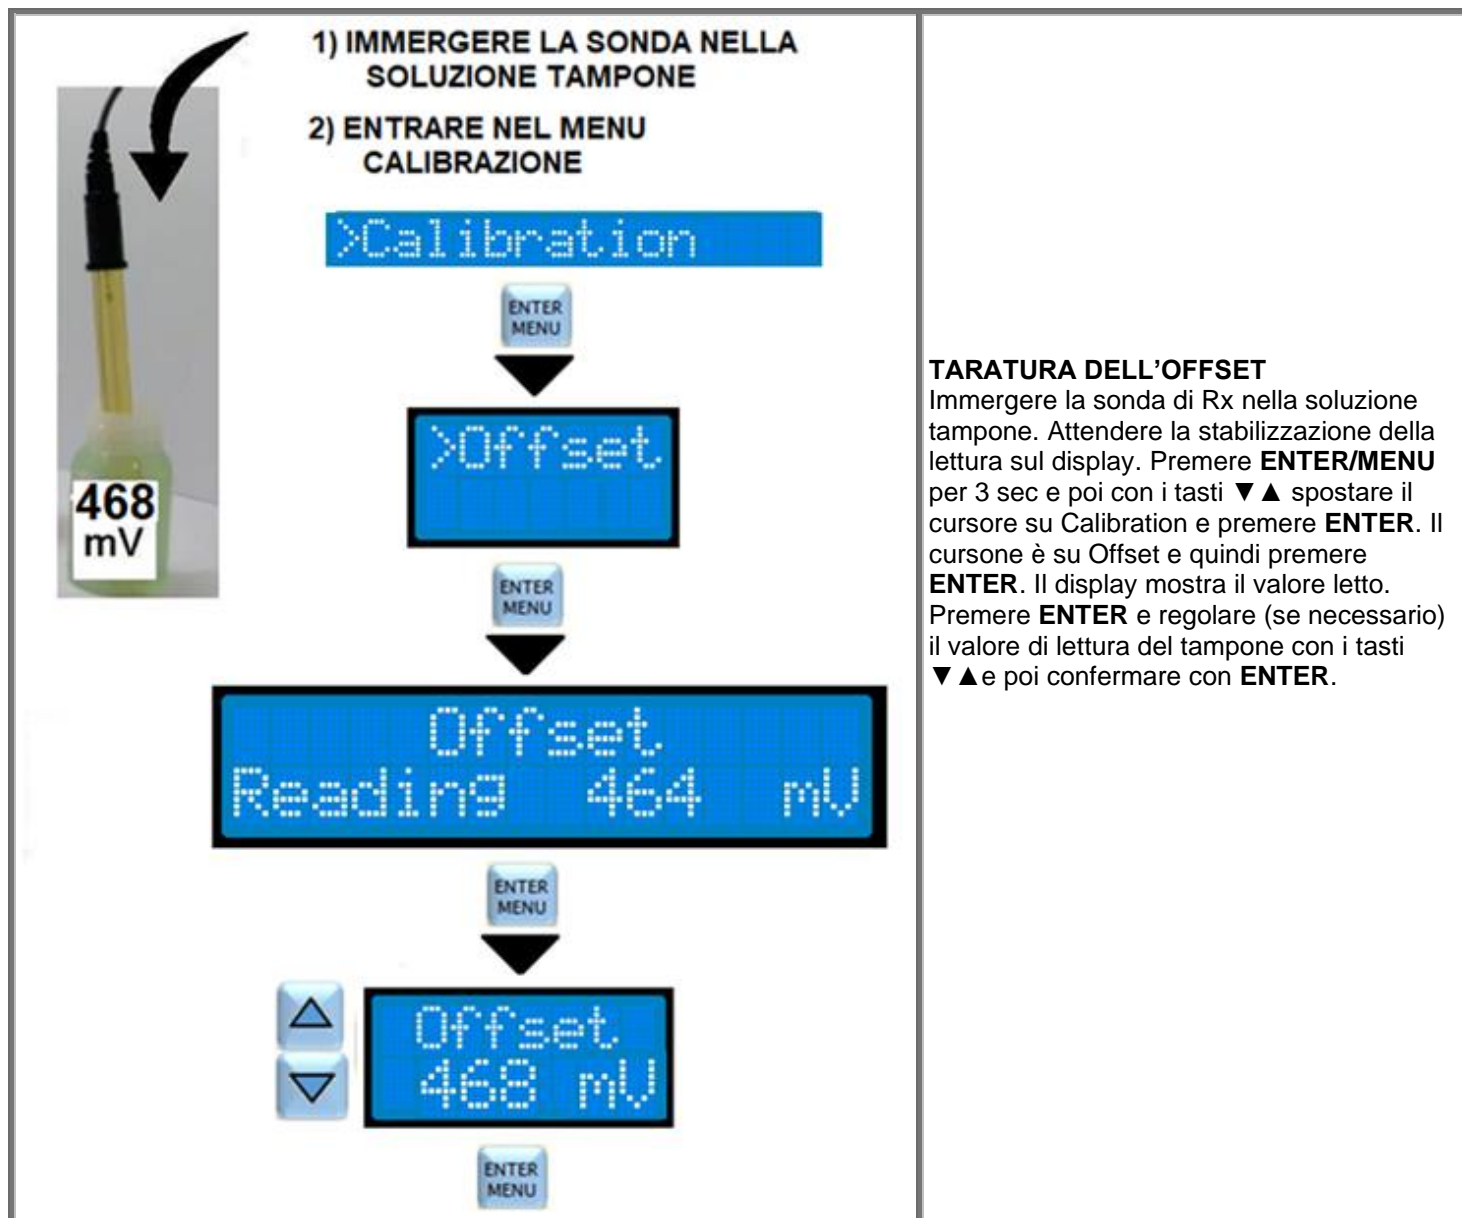 1) IMMERGERE LA SONDA NELLA
SOLUZIONE TAMPONE
2) ENTRARE NEL MENU
CALIBRAZIONE
>Calibration
ENTER
MENU
>Offset
468
mV
ENTER
MENU
Offset
Reading 464 mV
ENTER
MENU
Offset
468 mV
ENTER
MENU
TARATURA DELL’OFFSET
Immergere la sonda di Rx nella soluzione
tampone. Attendere la stabilizzazione della
lettura sul display. Premere ENTER/MENU
per 3 sec e poi con i tasti ▼▲ spostare il
cursore su Calibration e premere ENTER. Il
cursone è su Offset e quindi premere
ENTER. Il display mostra il valore letto.
Premere ENTER e regolare (se necessario)
il valore di lettura del tampone con i tasti
▼▲e poi confermare con ENTER.